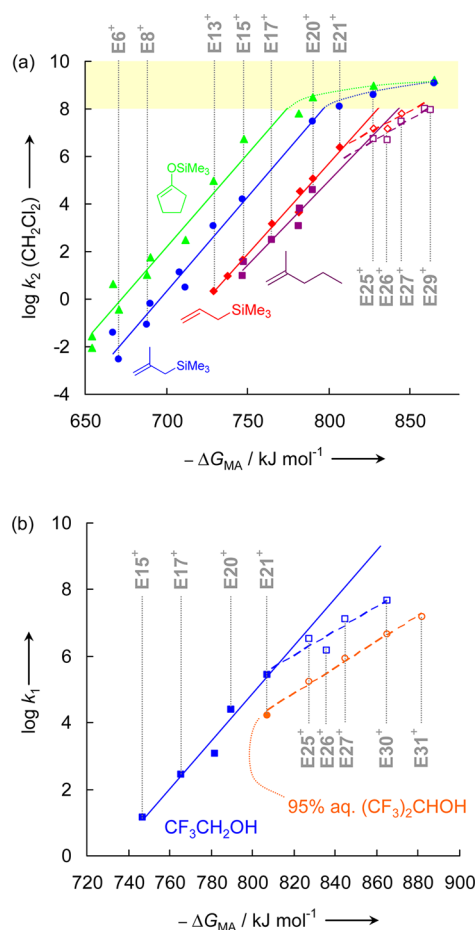 E6+ E8+ E13+ E15+ E17+ E20+ E21+
(a)
10
8
6
4
2
0
-2
-4
log k2 (CH2Cl2)
OSiMe3
SiMe3
SiMe3
E25+ E26+ E27+ E29+
650 700 750 800 850
− ΔGMA / kJ mol−1
(b)
10
8
6
4
2
0
log k1
E15+ E17+ E20+ E21+
E25+ E26+ E27+ E30+ E31+
95% aq. (CF3)2CHOH
CF3CH2OH
720 740 760 780 800 820 840 860 880 900
− ΔGMA / kJ mol−1